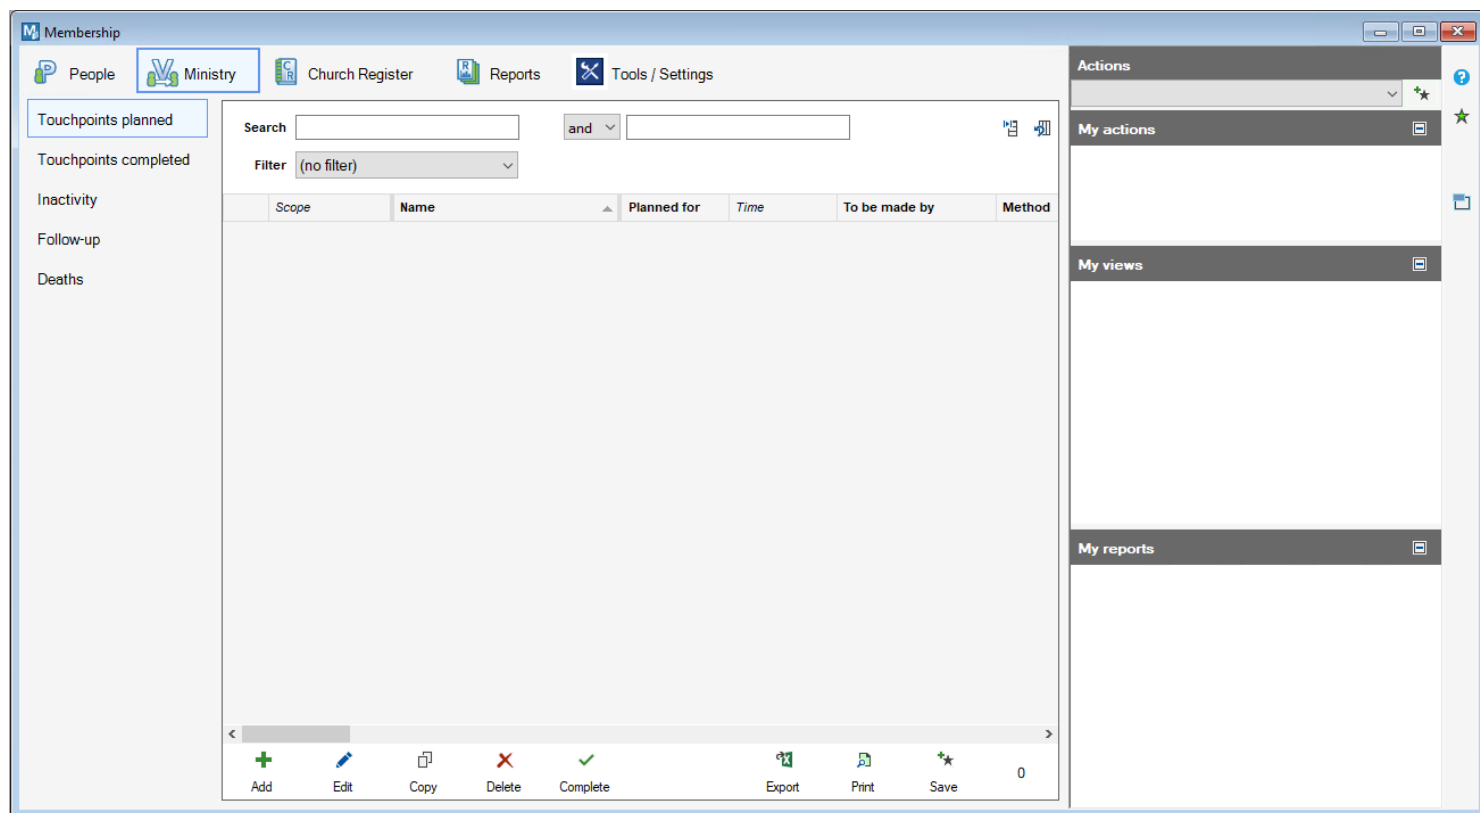 Membership
People Ministry Church Register Reports Tools / Settings
Touchpoints planned
Touchpoints completed
Inactivity
Follow-up
Deaths
Search and
Filter (no filter)
Scope Name Planned for Time To be made by Method
Add Edit Copy Delete Complete Export Print Save 0
Actions
My actions
My views
My reports